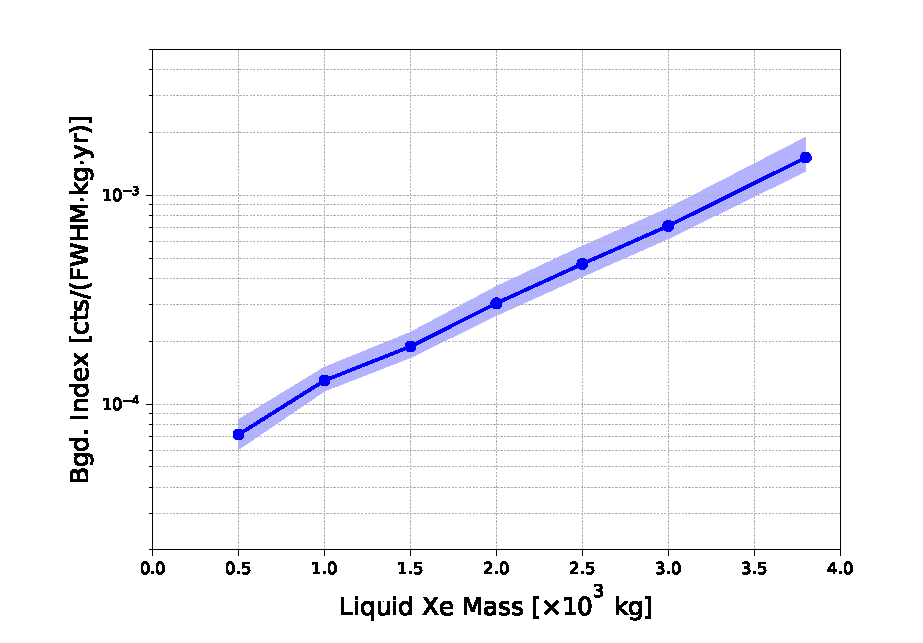 Bgd. Index [cts/(FWHM·kg·yr)]
10⁻³
10⁻⁴
0.0 0.5 1.0 1.5 2.0 2.5 3.0 3.5 4.0
Liquid Xe Mass [×10³ kg]